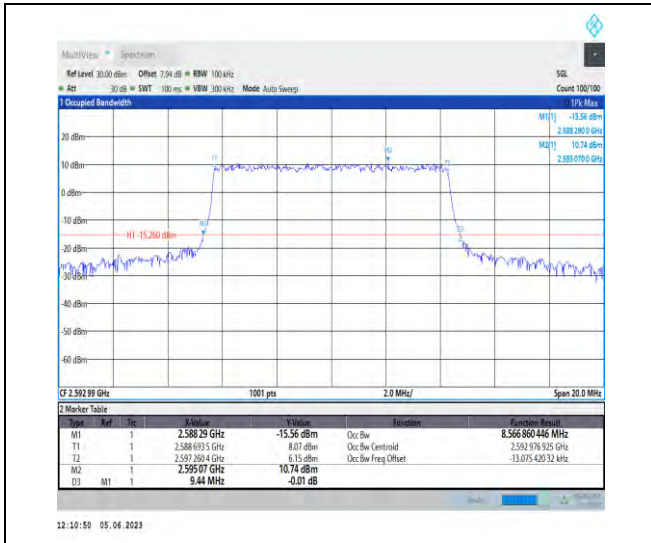 MultiView Spectrum
Ref Level 30.00 dBm Offset 7.94 dB RBW 100 kHz SGL
Att 30 dB SWT 100 ms VBW 300 kHz Mode Auto Sweep Count 100/100
1 Occupied Bandwidth 1Pk Max
M1[1] -15.56 dBm
2.588 290 0 GHz
M2[1] 10.74 dBm
2.595 070 0 GHz
20 dBm
M2
T1 T2
10 dBm
0 dBm
-10 dBm
M1 D3
H1 -15.260 dBm
-20 dBm
-30 dBm
-40 dBm
-50 dBm
-60 dBm
CF 2.592 99 GHz 1001 pts 2.0 MHz/ Span 20.0 MHz
2 Marker Table
Type Ref Trc X-Value Y-Value Function Function Result
M1 1 2.588 29 GHz -15.56 dBm Occ Bw 8.566 860 446 MHz
T1 1 2.588 693 5 GHz 8.07 dBm Occ Bw Centroid 2.592 976 925 GHz
T2 1 2.597 260 4 GHz 6.15 dBm Occ Bw Freq Offset -13.075 420 32 kHz
M2 1 2.595 07 GHz 10.74 dBm
D3 M1 1 9.44 MHz -0.01 dB
12:10:50 05.06.2023